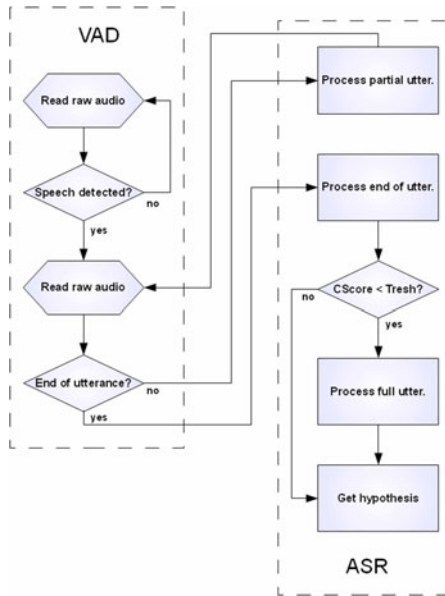 VAD
Read raw audio
Speech detected?
no
yes
Read raw audio
End of utterance?
no
yes
Process partial utter.
Process end of utter.
CScore < Tresh?
no
yes
Process full utter.
Get hypothesis
ASR